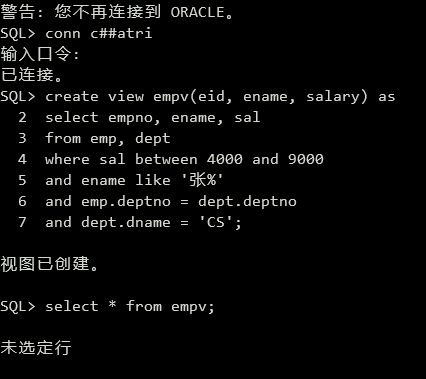 警告: 您不再连接到 ORACLE。
SQL> conn c##atri
输入口令:
已连接。
SQL> create view empv(eid, ename, salary) as
  2  select empno, ename, sal
  3  from emp, dept
  4  where sal between 4000 and 9000
  5  and ename like '张%'
  6  and emp.deptno = dept.deptno
  7  and dept.dname = 'CS';
视图已创建。
SQL> select * from empv;
未选定行